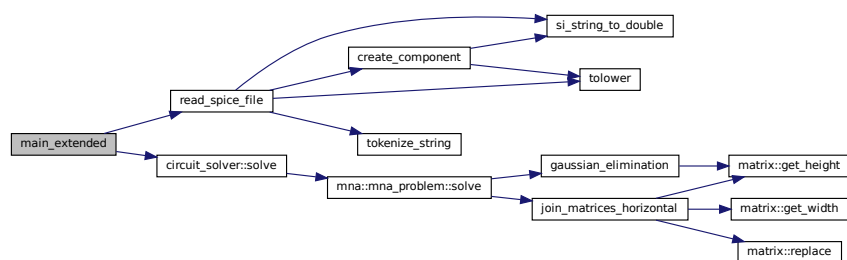 si_string_to_double
create_component
tolower
read_spice_file
main_extended
tokenize_string
circuit_solver::solve
gaussian_elimination
matrix::get_height
mna::mna_problem::solve
join_matrices_horizontal
matrix::get_width
matrix::replace